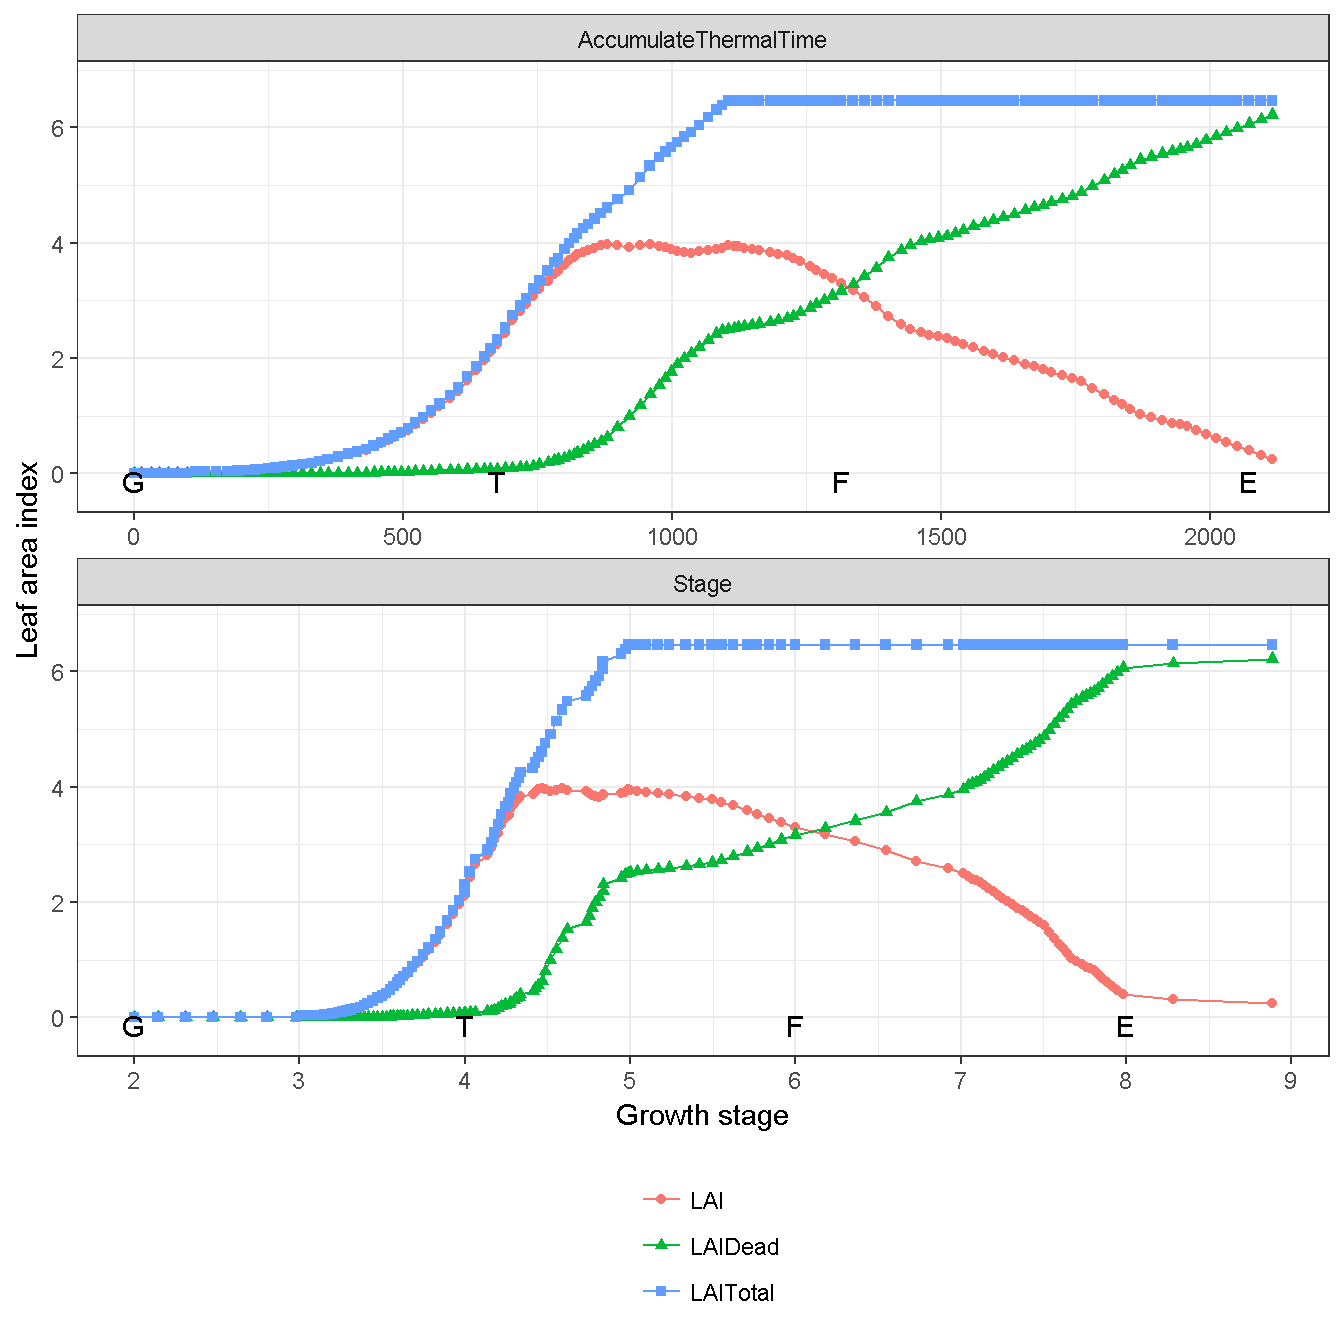 AccumulateThermalTime
6
4
2
0
G T F E
0 500 1000 1500 2000
Leaf area index
Stage
6
4
2
0
G T F E
2 3 4 5 6 7 8 9
Growth stage
LAI
LAIDead
LAITotal